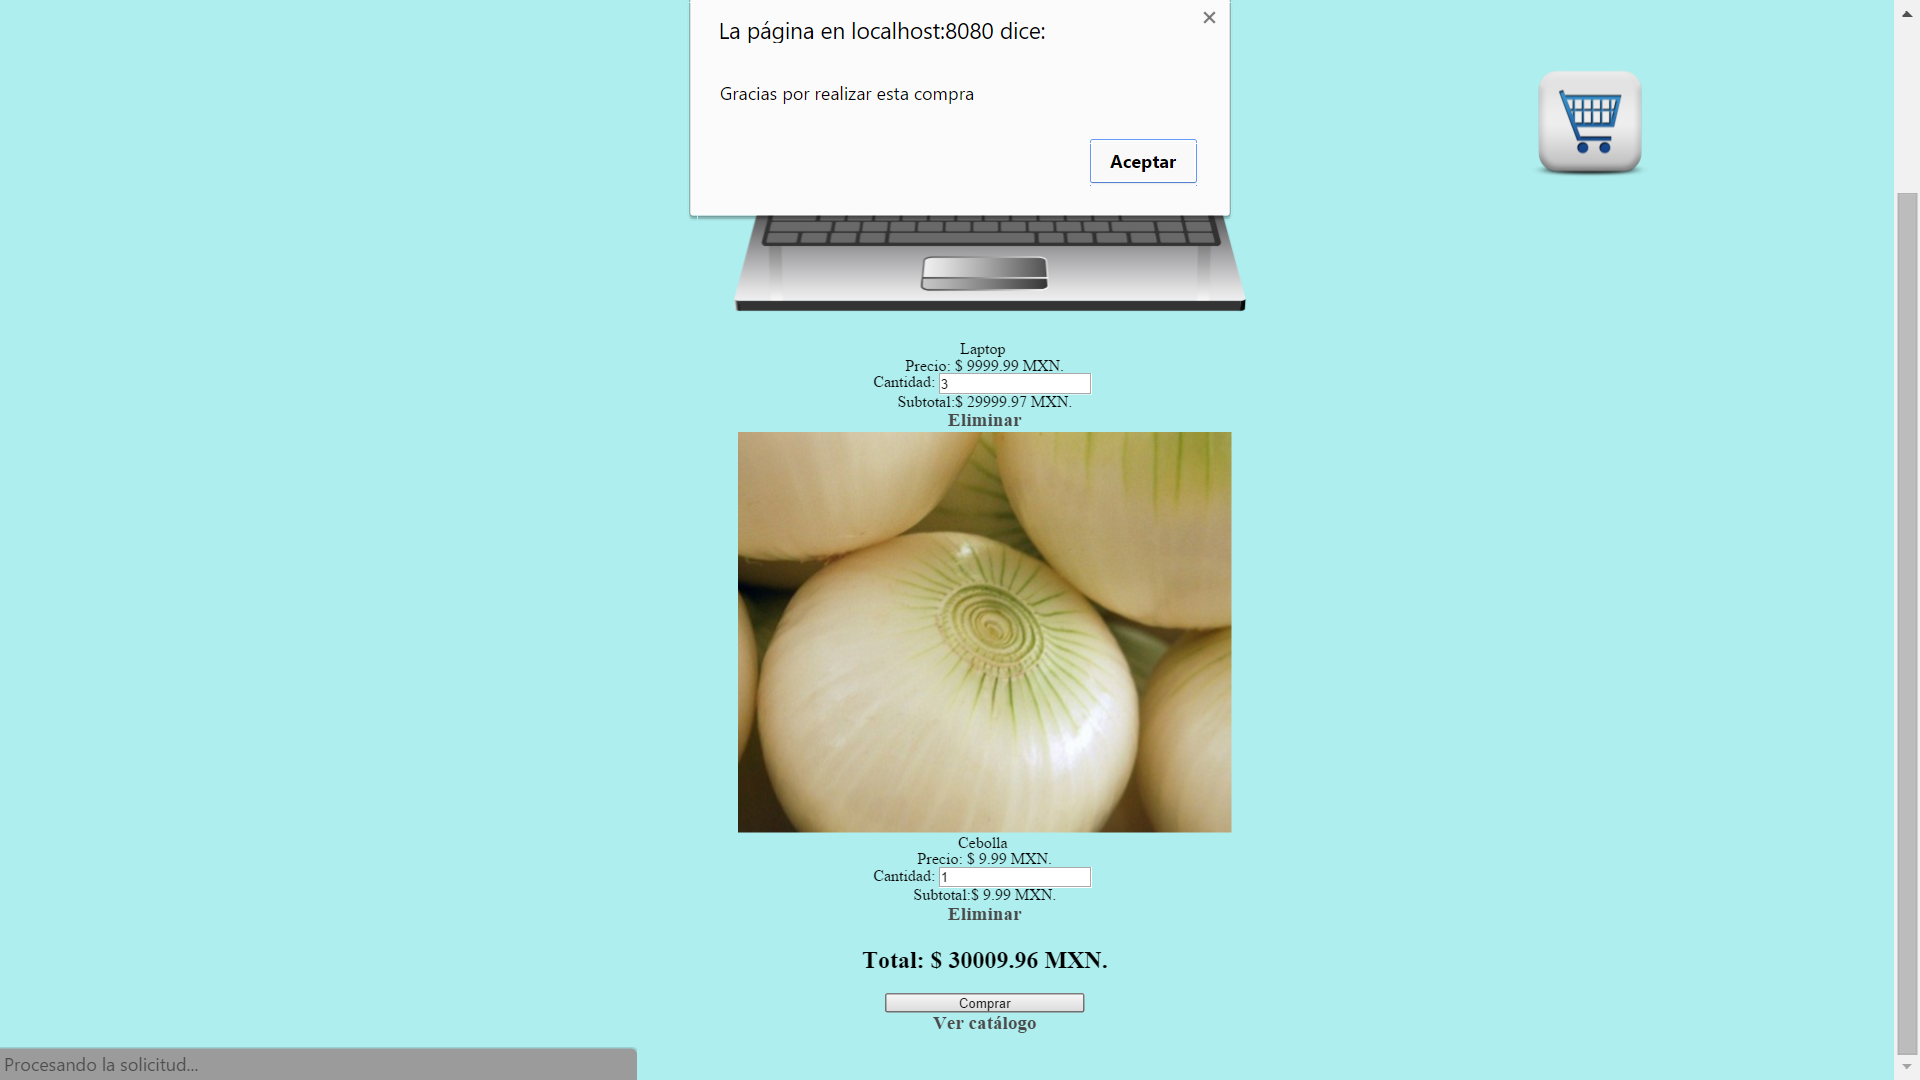 La página en localhost:8080 dice:
Gracias por realizar esta compra
Aceptar
Laptop
Precio: $ 9999.99 MXN.
Cantidad: 3
Subtotal:$ 29999.97 MXN.
Eliminar
Cebolla
Precio: $ 9.99 MXN.
Cantidad: 1
Subtotal:$ 9.99 MXN.
Eliminar
Total: $ 30009.96 MXN.
Comprar
Ver catálogo
Procesando la solicitud...